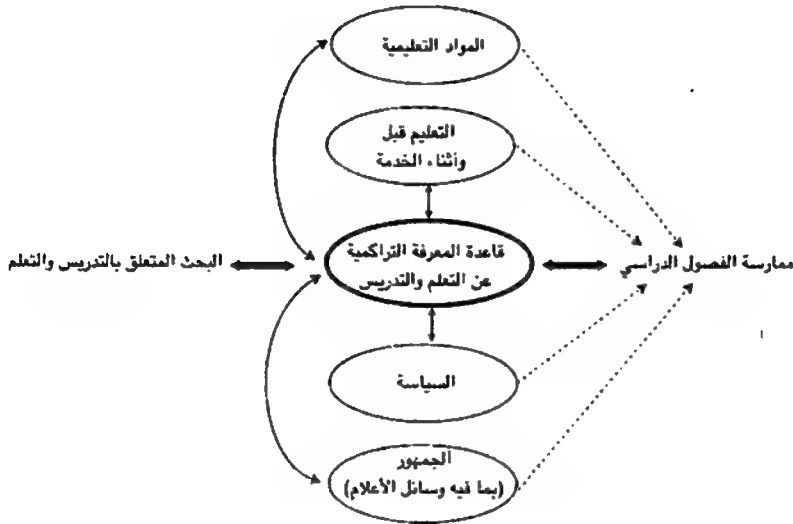 المواد التعليمية
التعليم قبل
وأثناء الخدمة
البحث المتعلق بالتدريس والتعلم
قاعدة المعرفة التراكمية
عن التعلم والتدريس
ممارسة الفصول الدراسي
السياسة
الجمهور
(بما فيه وسائل الأعلام)